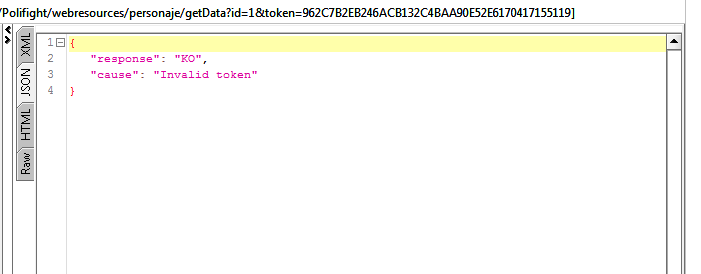 /Polifight/webresources/personaje/getData?id=1&token=962C7B2EB246ACB132C4BAA90E52E6170417155119]
XML
JSON
HTML
Raw
1 {
2 "response": "KO",
3 "cause": "Invalid token"
4 }